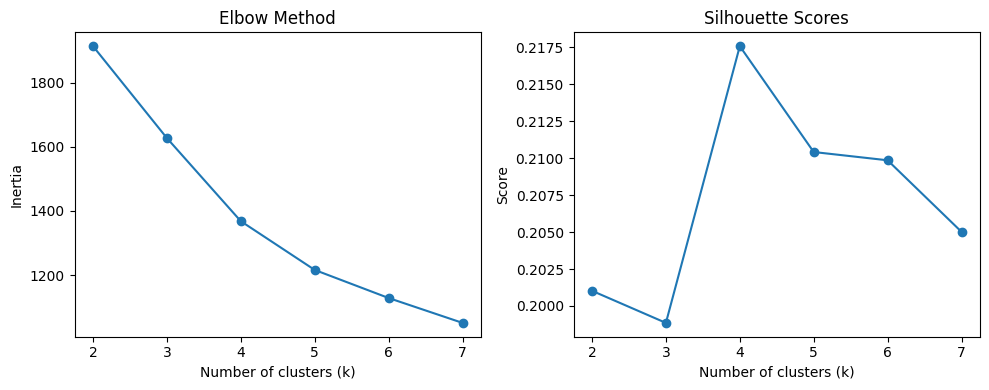 Elbow Method
Inertia
1800
1600
1400
1200
2 3 4 5 6 7
Number of clusters (k)
Silhouette Scores
Score
0.2175
0.2150
0.2125
0.2100
0.2075
0.2050
0.2025
0.2000
2 3 4 5 6 7
Number of clusters (k)